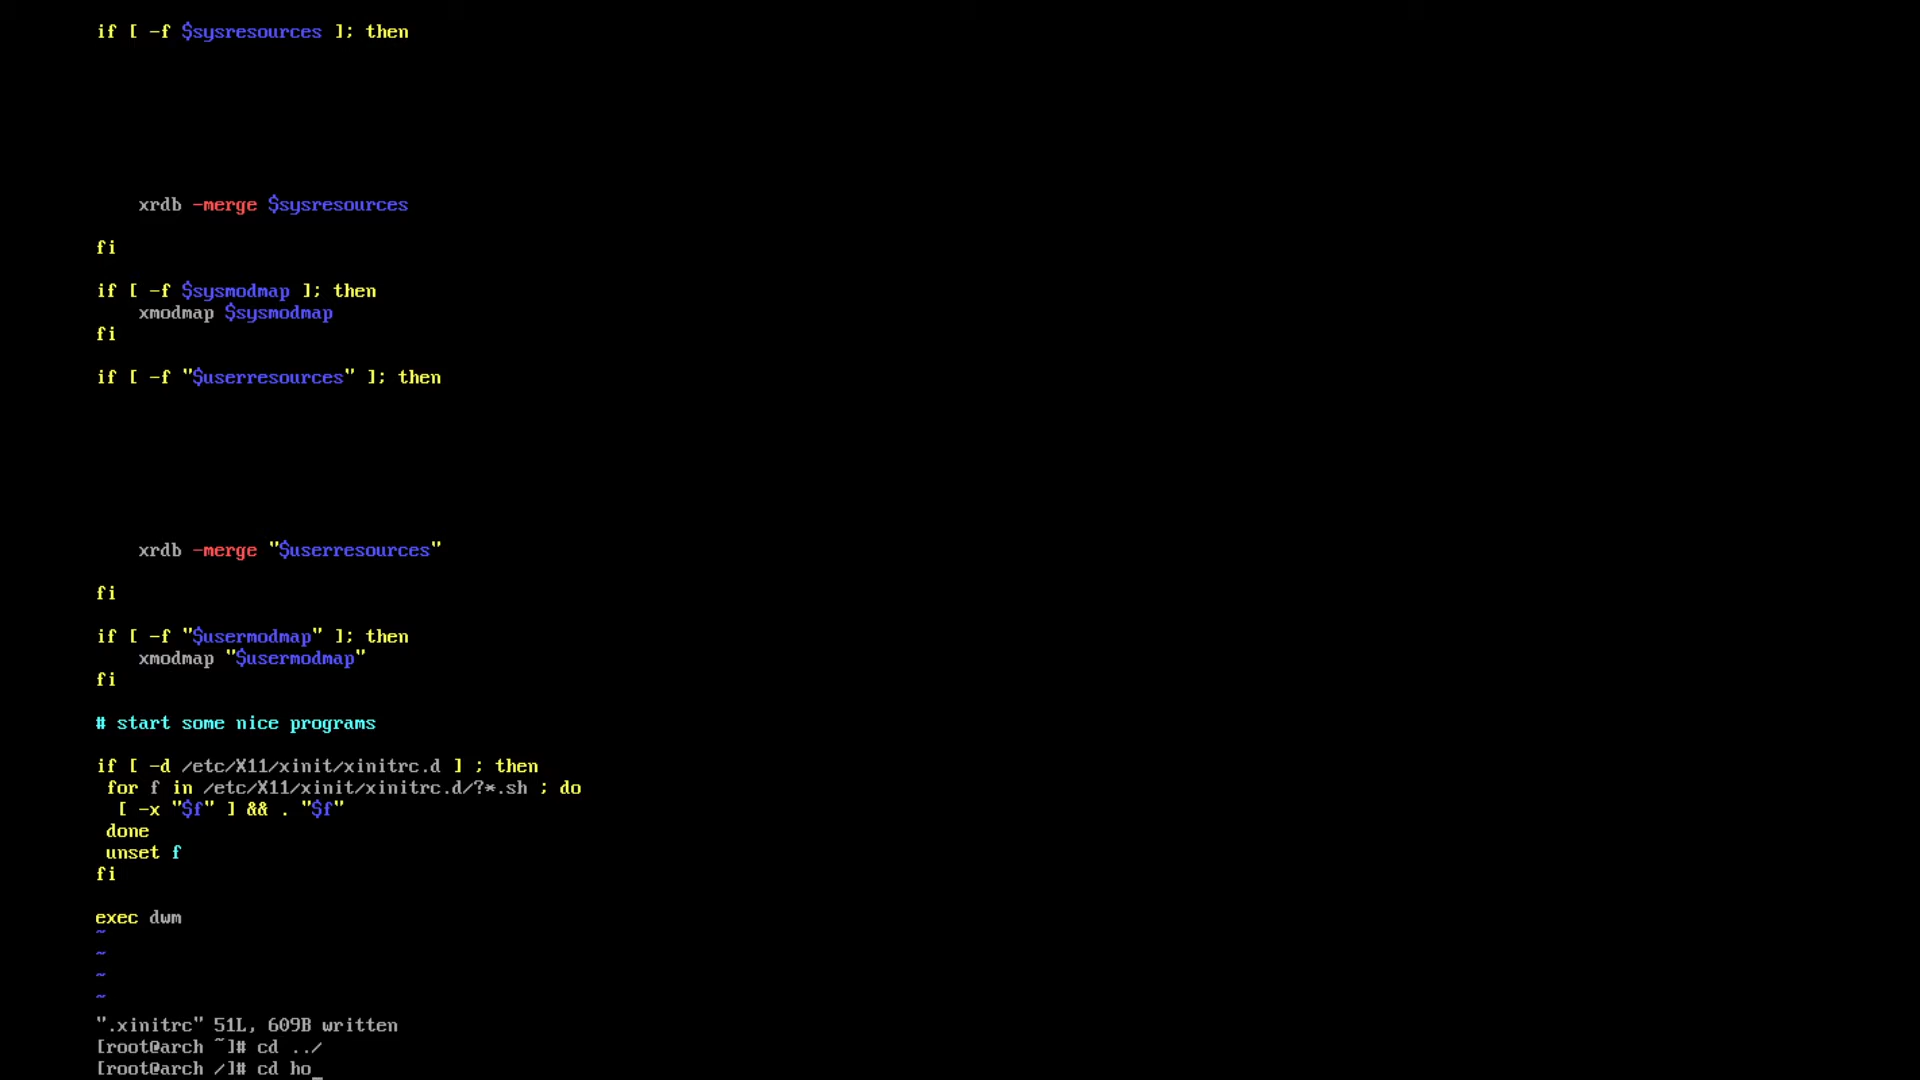 if [ -f $sysresources ]; then
    xrdb -merge $sysresources
fi
if [ -f $sysmodmap ]; then
    xmodmap $sysmodmap
fi
if [ -f "$userresources" ]; then
    xrdb -merge "$userresources"
fi
if [ -f "$usermodmap" ]; then
    xmodmap "$usermodmap"
fi
# start some nice programs
if [ -d /etc/X11/xinit/xinitrc.d ] ; then
 for f in /etc/X11/xinit/xinitrc.d/?*.sh ; do
  [ -x "$f" ] && . "$f"
 done
 unset f
fi
exec dwm
~
~
~
~
".xinitrc" 51L, 609B written
[root@arch ~]# cd ../
[root@arch /]# cd ho_